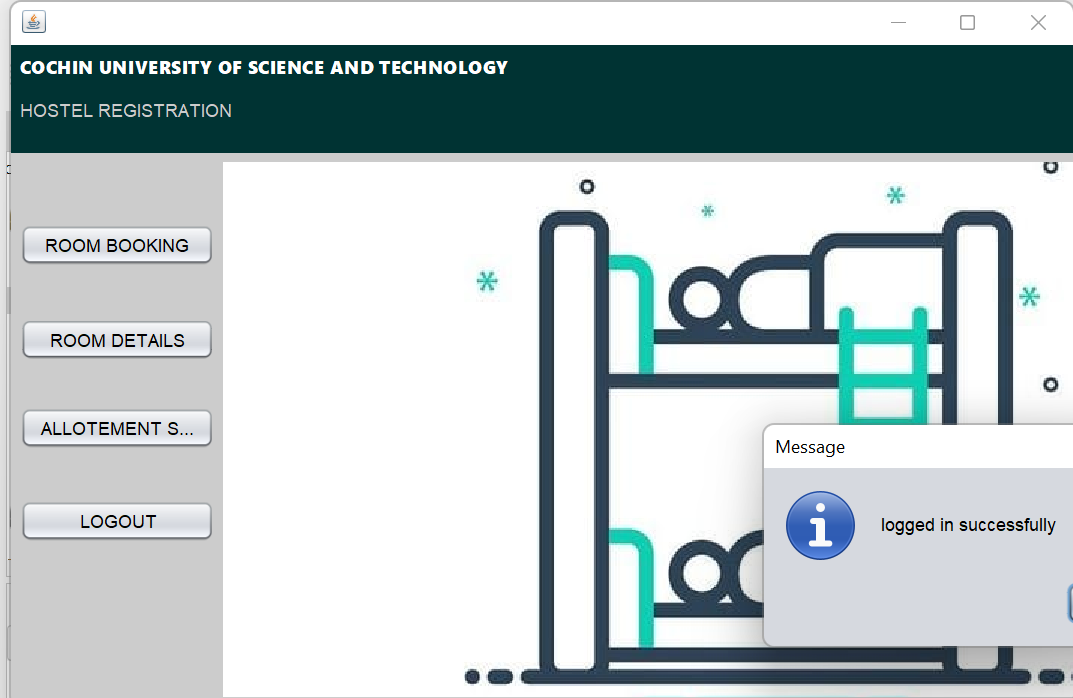 COCHIN UNIVERSITY OF SCIENCE AND TECHNOLOGY
HOSTEL REGISTRATION
ROOM BOOKING
ROOM DETAILS
ALLOTEMENT S...
LOGOUT
Message
logged in successfully